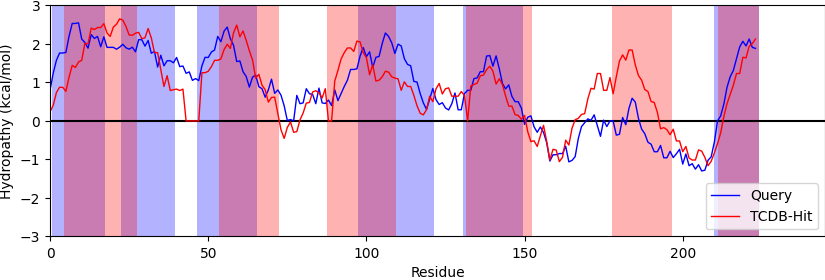 3
2
1
0
−1
−2
−3
Hydropathy (kcal/mol)
0 50 100 150 200
Residue
Query
TCDB-Hit